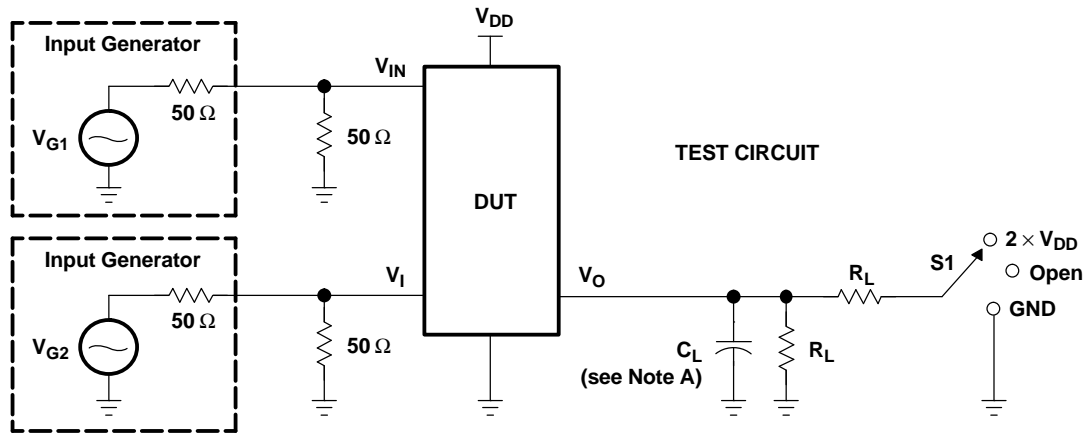 V_DD
Input Generator
V_IN
50 Ω
V_G1
50 Ω
TEST CIRCUIT
DUT
Input Generator
V_I
50 Ω
V_G2
50 Ω
V_O
R_L
S1
2 × V_DD
Open
GND
C_L
(see Note A)
R_L